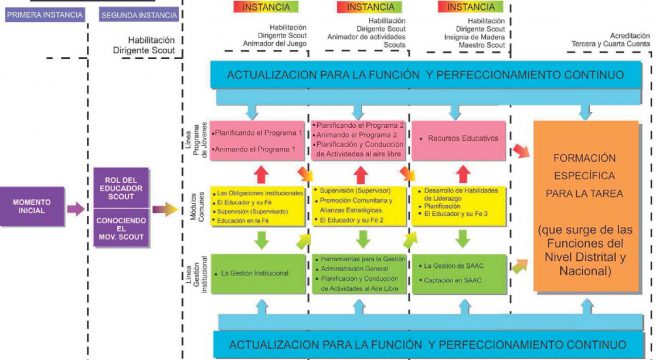 PRIMERA INSTANCIA
SEGUNDA INSTANCIA
INSTANCIA
INSTANCIA
INSTANCIA
Habilitación
Dirigente Scout
Habilitación
Dirigente Scout
Animador del Juego
Habilitación
Dirigente Scout
Animador de actividades
Scouts
Habilitación
Dirigente Scout
Insignia de Madera
Maestro Scout
Acreditación
Tercera y Cuarta Cuenta
ACTUALIZACION PARA LA FUNCIÓN Y PERFECCIONAMIENTO CONTINUO
Línea
Programa
de Jóvenes
• Planificando el Programa 1
• Animando el Programa 1
• Planificando el Programa 2
• Animando el Programa 2
• Planificación y Conducción
de Actividades al aire libre
• Recursos Educativos
MOMENTO
INICIAL
ROL DEL
EDUCADOR
SCOUT
CONOCIENDO
EL
MOV. SCOUT
Módulos
Comunes
• Las Obligaciones Institucionales
• El Educador y su Fé
• Supervisión (Supervisado)
• Educación en la Fé
• Supervisión (Supervisor)
• Promoción Comunitaria y
Alianzas Estratégicas.
• El Educador y su Fé 2
• Desarrollo de Habilidades
de Liderazgo
• Planificación
• El Educador y su Fé 3
FORMACIÓN
ESPECÍFICA
PARA LA TAREA
(que surge de las
Funciones del
Nivel Distrital y
Nacional)
Línea
Gestión
Institucional
• La Gestión Institucional
• Herramientas para la Gestión
• Administración General
• Planificación y Conducción
de Actividades al Aire Libre
• La Gestión de SAAC
• Captación en SAAC
ACTUALIZACION PARA LA FUNCIÓN Y PERFECCIONAMIENTO CONTINUO